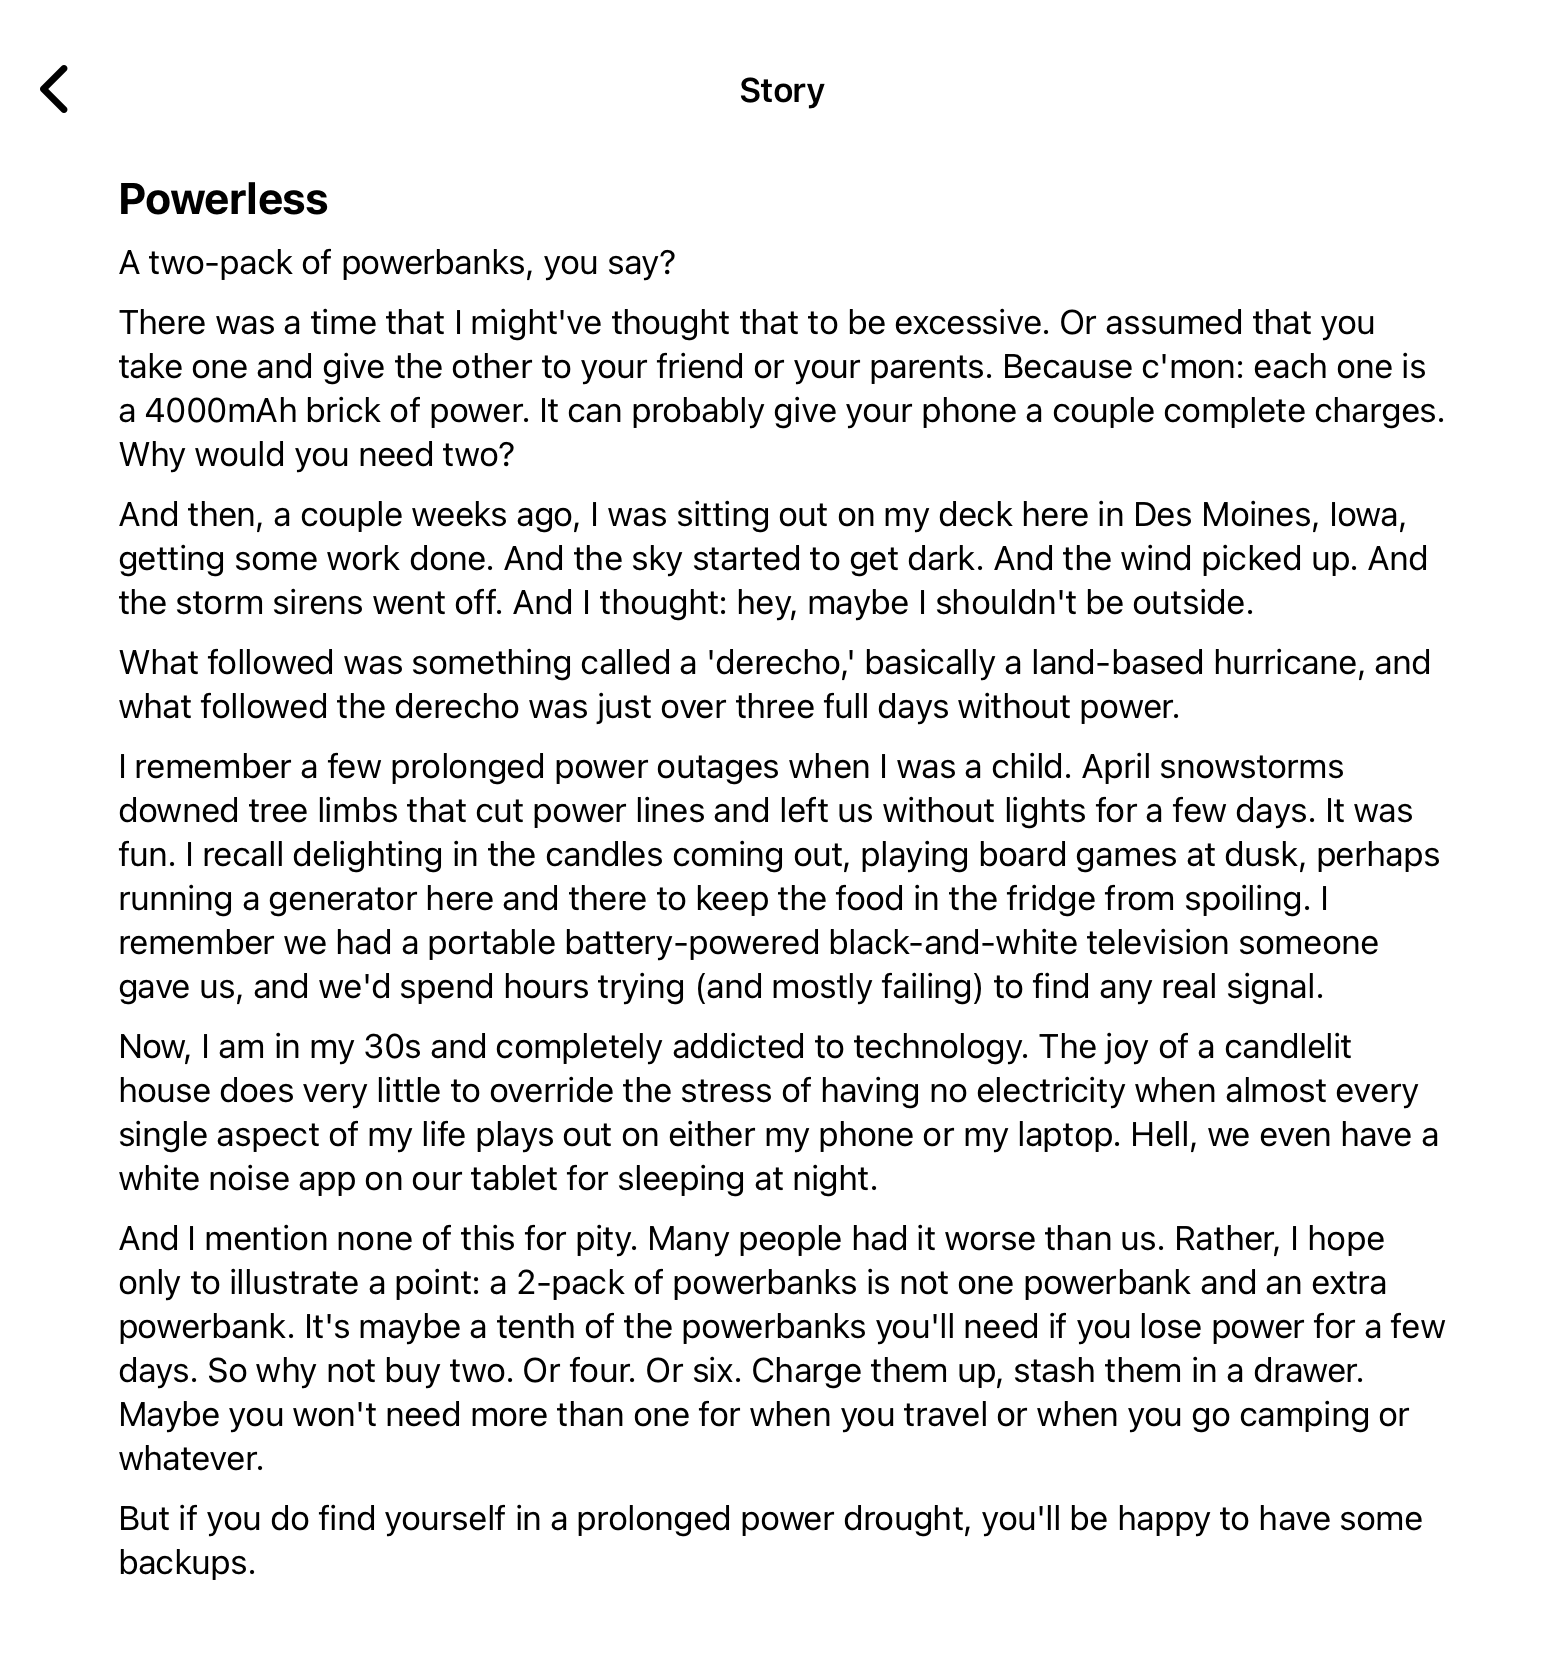 Story
Powerless
A two-pack of powerbanks, you say?
There was a time that I might've thought that to be excessive. Or assumed that you
take one and give the other to your friend or your parents. Because c'mon: each one is
a 4000mAh brick of power. It can probably give your phone a couple complete charges.
Why would you need two?
And then, a couple weeks ago, I was sitting out on my deck here in Des Moines, Iowa,
getting some work done. And the sky started to get dark. And the wind picked up. And
the storm sirens went off. And I thought: hey, maybe I shouldn't be outside.
What followed was something called a 'derecho,' basically a land-based hurricane, and
what followed the derecho was just over three full days without power.
I remember a few prolonged power outages when I was a child. April snowstorms
downed tree limbs that cut power lines and left us without lights for a few days. It was
fun. I recall delighting in the candles coming out, playing board games at dusk, perhaps
running a generator here and there to keep the food in the fridge from spoiling. I
remember we had a portable battery-powered black-and-white television someone
gave us, and we'd spend hours trying (and mostly failing) to find any real signal.
Now, I am in my 30s and completely addicted to technology. The joy of a candlelit
house does very little to override the stress of having no electricity when almost every
single aspect of my life plays out on either my phone or my laptop. Hell, we even have a
white noise app on our tablet for sleeping at night.
And I mention none of this for pity. Many people had it worse than us. Rather, I hope
only to illustrate a point: a 2-pack of powerbanks is not one powerbank and an extra
powerbank. It's maybe a tenth of the powerbanks you'll need if you lose power for a few
days. So why not buy two. Or four. Or six. Charge them up, stash them in a drawer.
Maybe you won't need more than one for when you travel or when you go camping or
whatever.
But if you do find yourself in a prolonged power drought, you'll be happy to have some
backups.